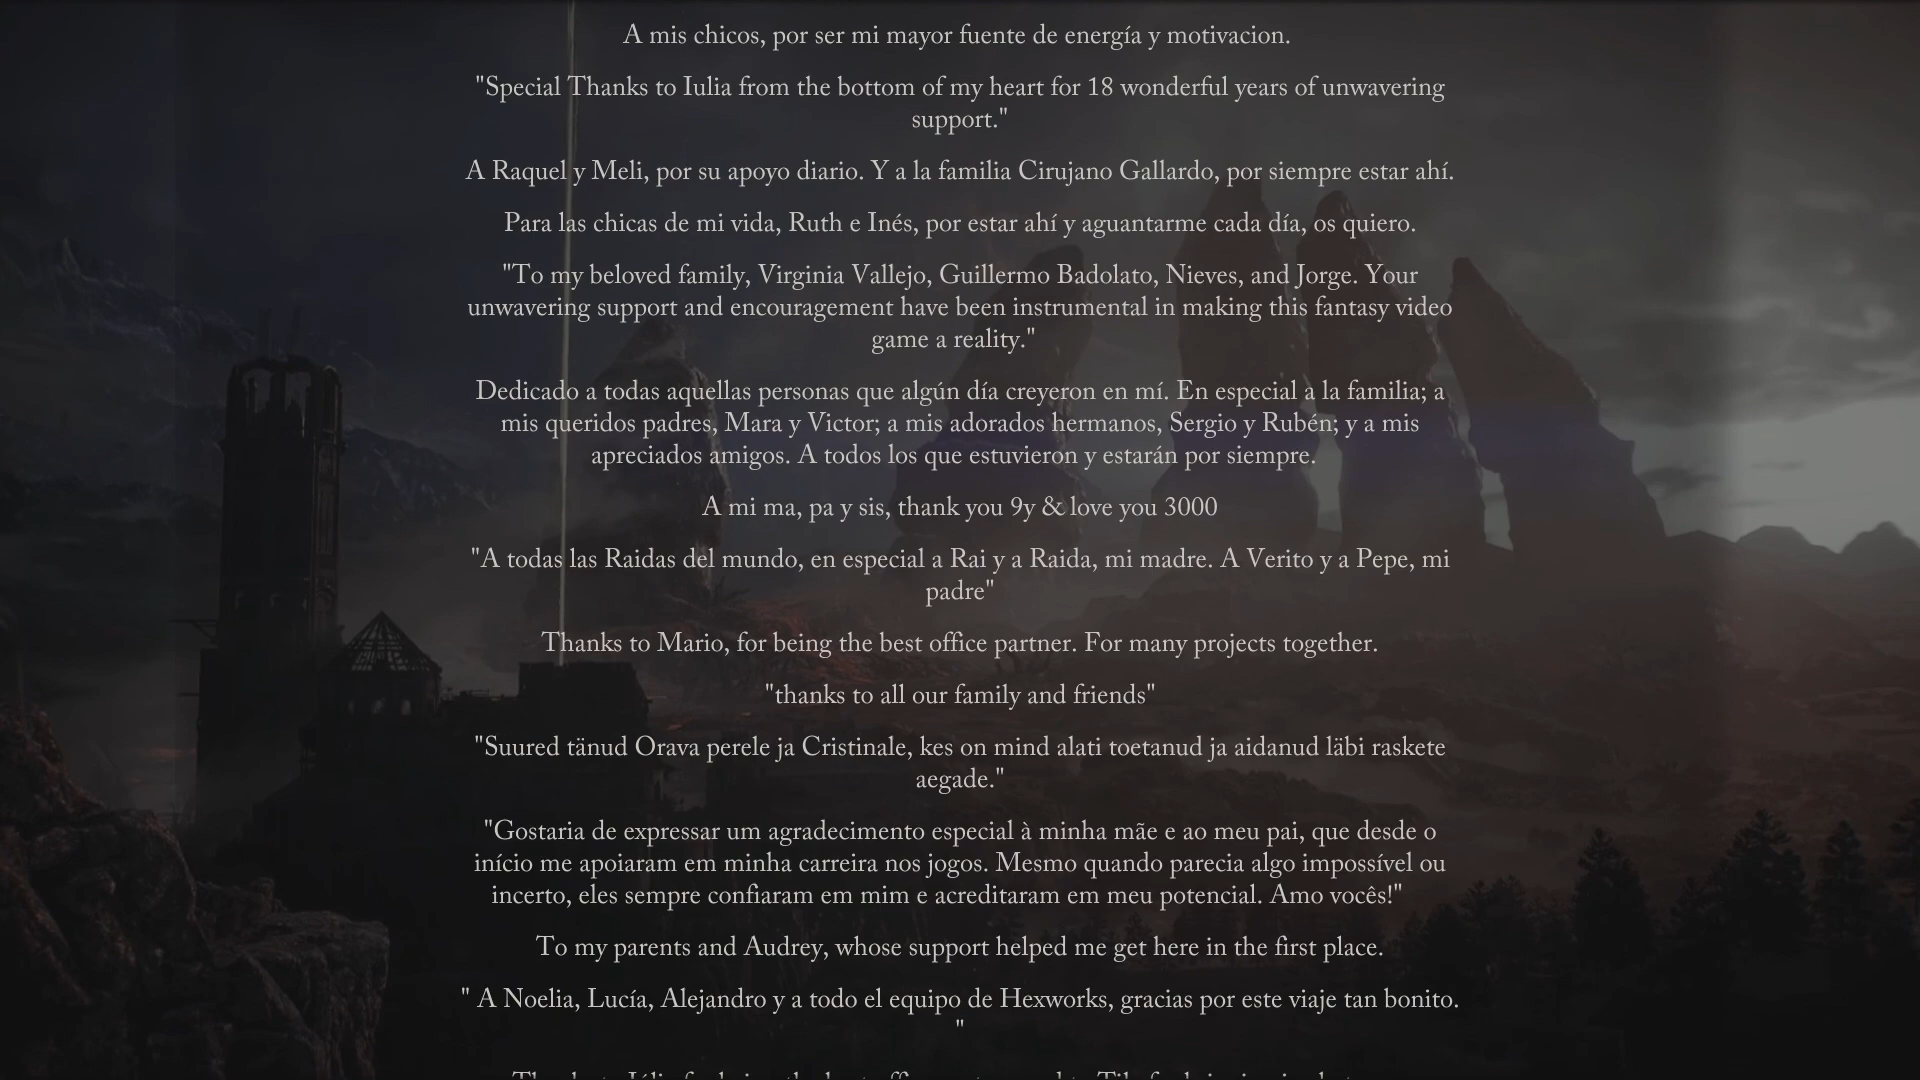 A mis chicos, por ser mi mayor fuente de energía y motivacion.
"Special Thanks to Iulia from the bottom of my heart for 18 wonderful years of unwavering
support."
A Raquel y Meli, por su apoyo diario. Y a la familia Cirujano Gallardo, por siempre estar ahí.
Para las chicas de mi vida, Ruth e Inés, por estar ahí y aguantarme cada día, os quiero.
"To my beloved family, Virginia Vallejo, Guillermo Badolato, Nieves, and Jorge. Your
unwavering support and encouragement have been instrumental in making this fantasy video
game a reality."
Dedicado a todas aquellas personas que algún día creyeron en mí. En especial a la familia; a
mis queridos padres, Mara y Victor; a mis adorados hermanos, Sergio y Rubén; y a mis
apreciados amigos. A todos los que estuvieron y estarán por siempre.
A mi ma, pa y sis, thank you 9y & love you 3000
"A todas las Raidas del mundo, en especial a Rai y a Raida, mi madre. A Verito y a Pepe, mi
padre"
Thanks to Mario, for being the best office partner. For many projects together.
"thanks to all our family and friends"
"Suured tänud Orava perele ja Cristinale, kes on mind alati toetanud ja aidanud läbi raskete
aegade."
"Gostaria de expressar um agradecimento especial à minha mãe e ao meu pai, que desde o
início me apoiaram em minha carreira nos jogos. Mesmo quando parecia algo impossível ou
incerto, eles sempre confiaram em mim e acreditaram em meu potencial. Amo vocês!"
To my parents and Audrey, whose support helped me get here in the first place.
" A Noelia, Lucía, Alejandro y a todo el equipo de Hexworks, gracias por este viaje tan bonito.
"